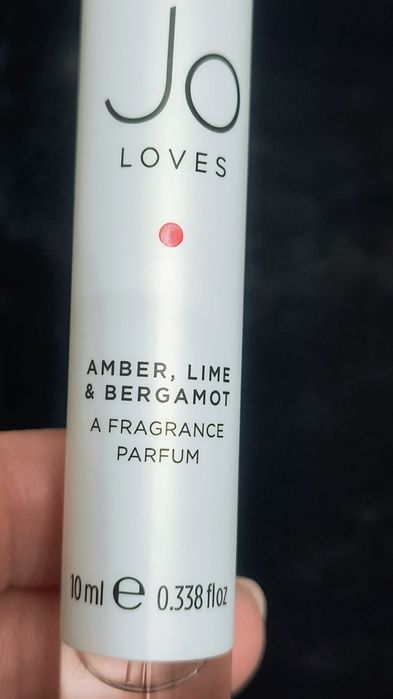 Jo
LOVES
AMBER, LIME
& BERGAMOT
A FRAGRANCE
PARFUM
10 ml ℮ 0.338 fl oz